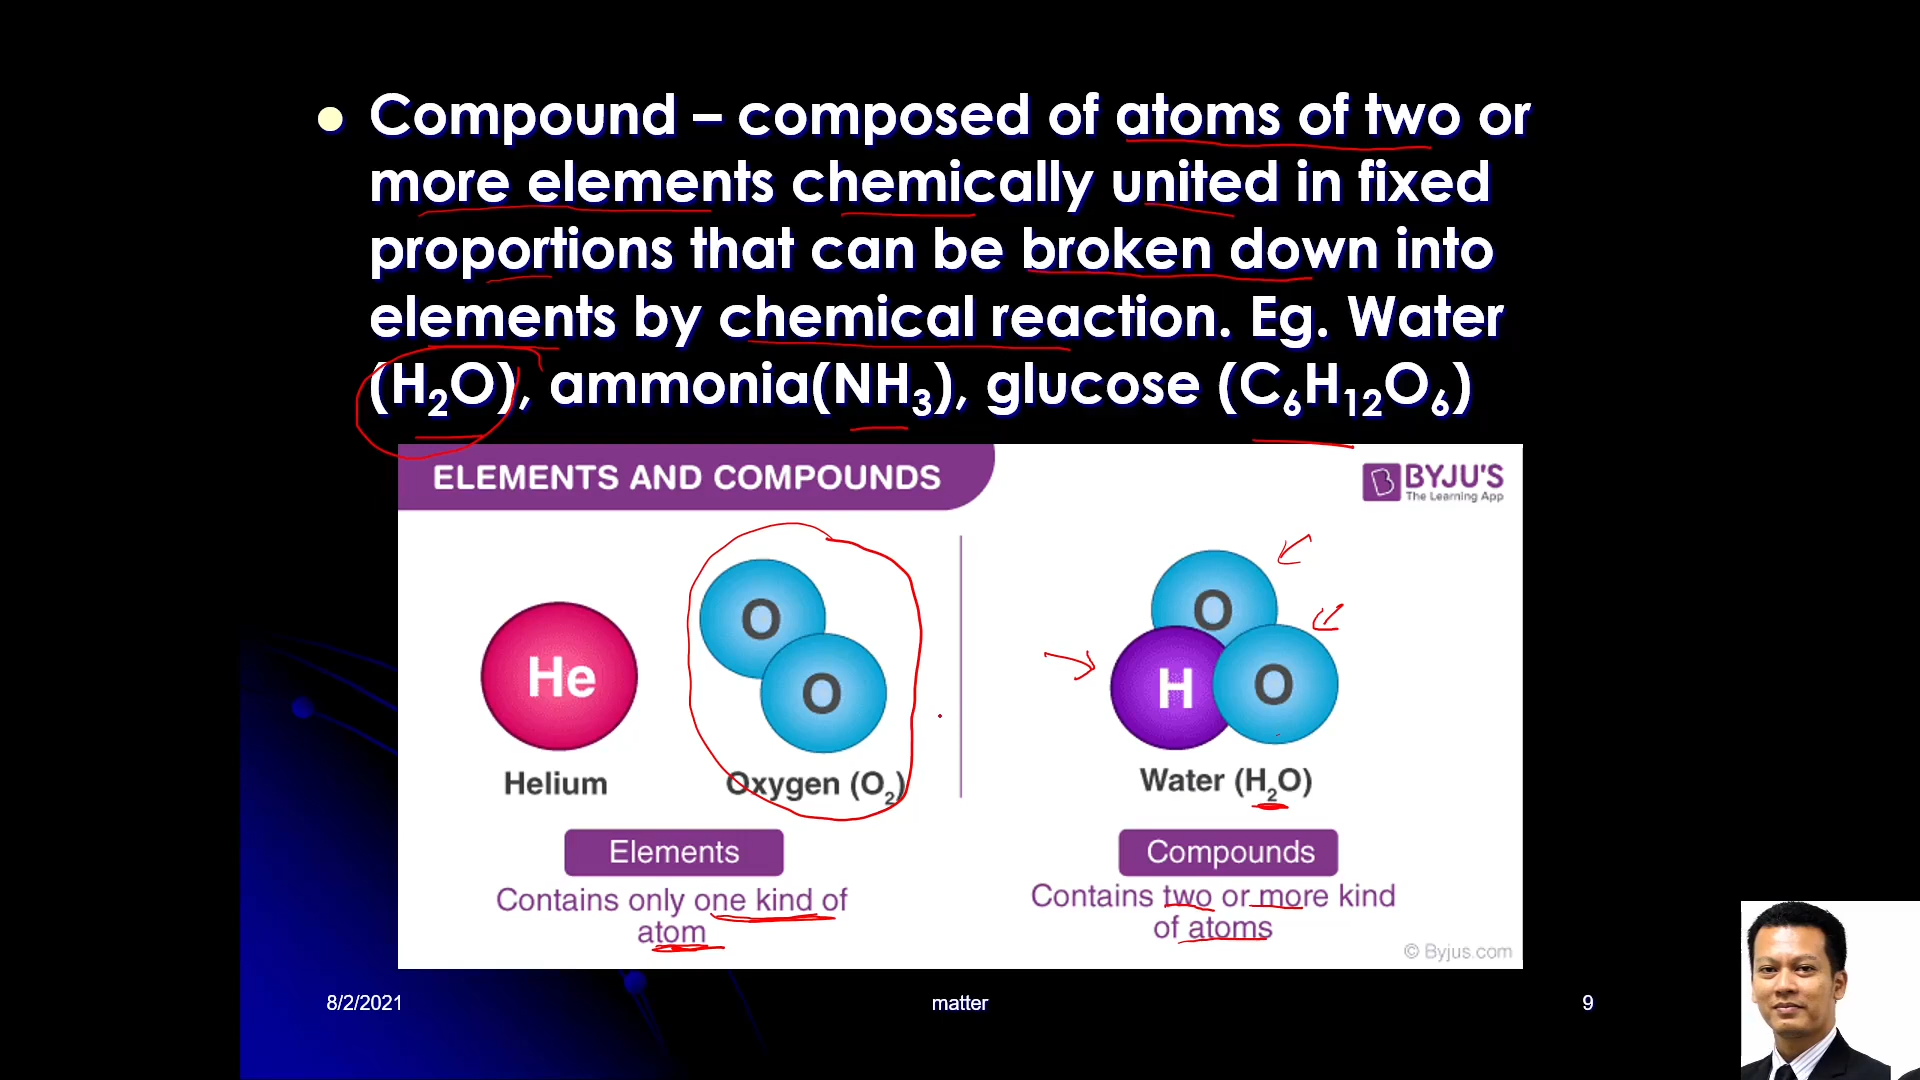 Compound – composed of atoms of two or
more elements chemically united in fixed
proportions that can be broken down into
elements by chemical reaction. Eg. Water
(H₂O), ammonia(NH₃), glucose (C₆H₁₂O₆)
ELEMENTS AND COMPOUNDS
BYJU'S
The Learning App
He
O
O
O
H
O
Helium
Oxygen (O₂)
Water (H₂O)
Elements
Compounds
Contains only one kind of
atom
Contains two or more kind
of atoms
© Byjus.com
8/2/2021
matter
9